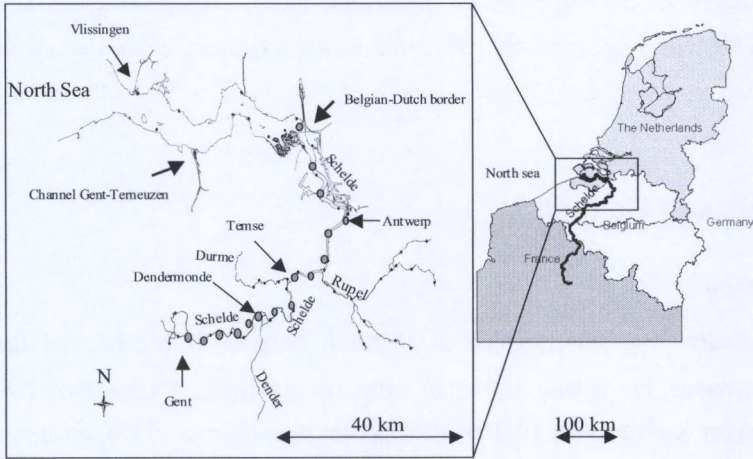 Vlissingen
North Sea
Belgian-Dutch border
Schelde
Channel Gent-Terneuzen
Temse
Antwerp
Durme
Dendermonde
Rupel
Schelde
Schelde
Dender
N
Gent
40 km
The Netherlands
North sea
Schelde
Belgium
Germany
France
100 km